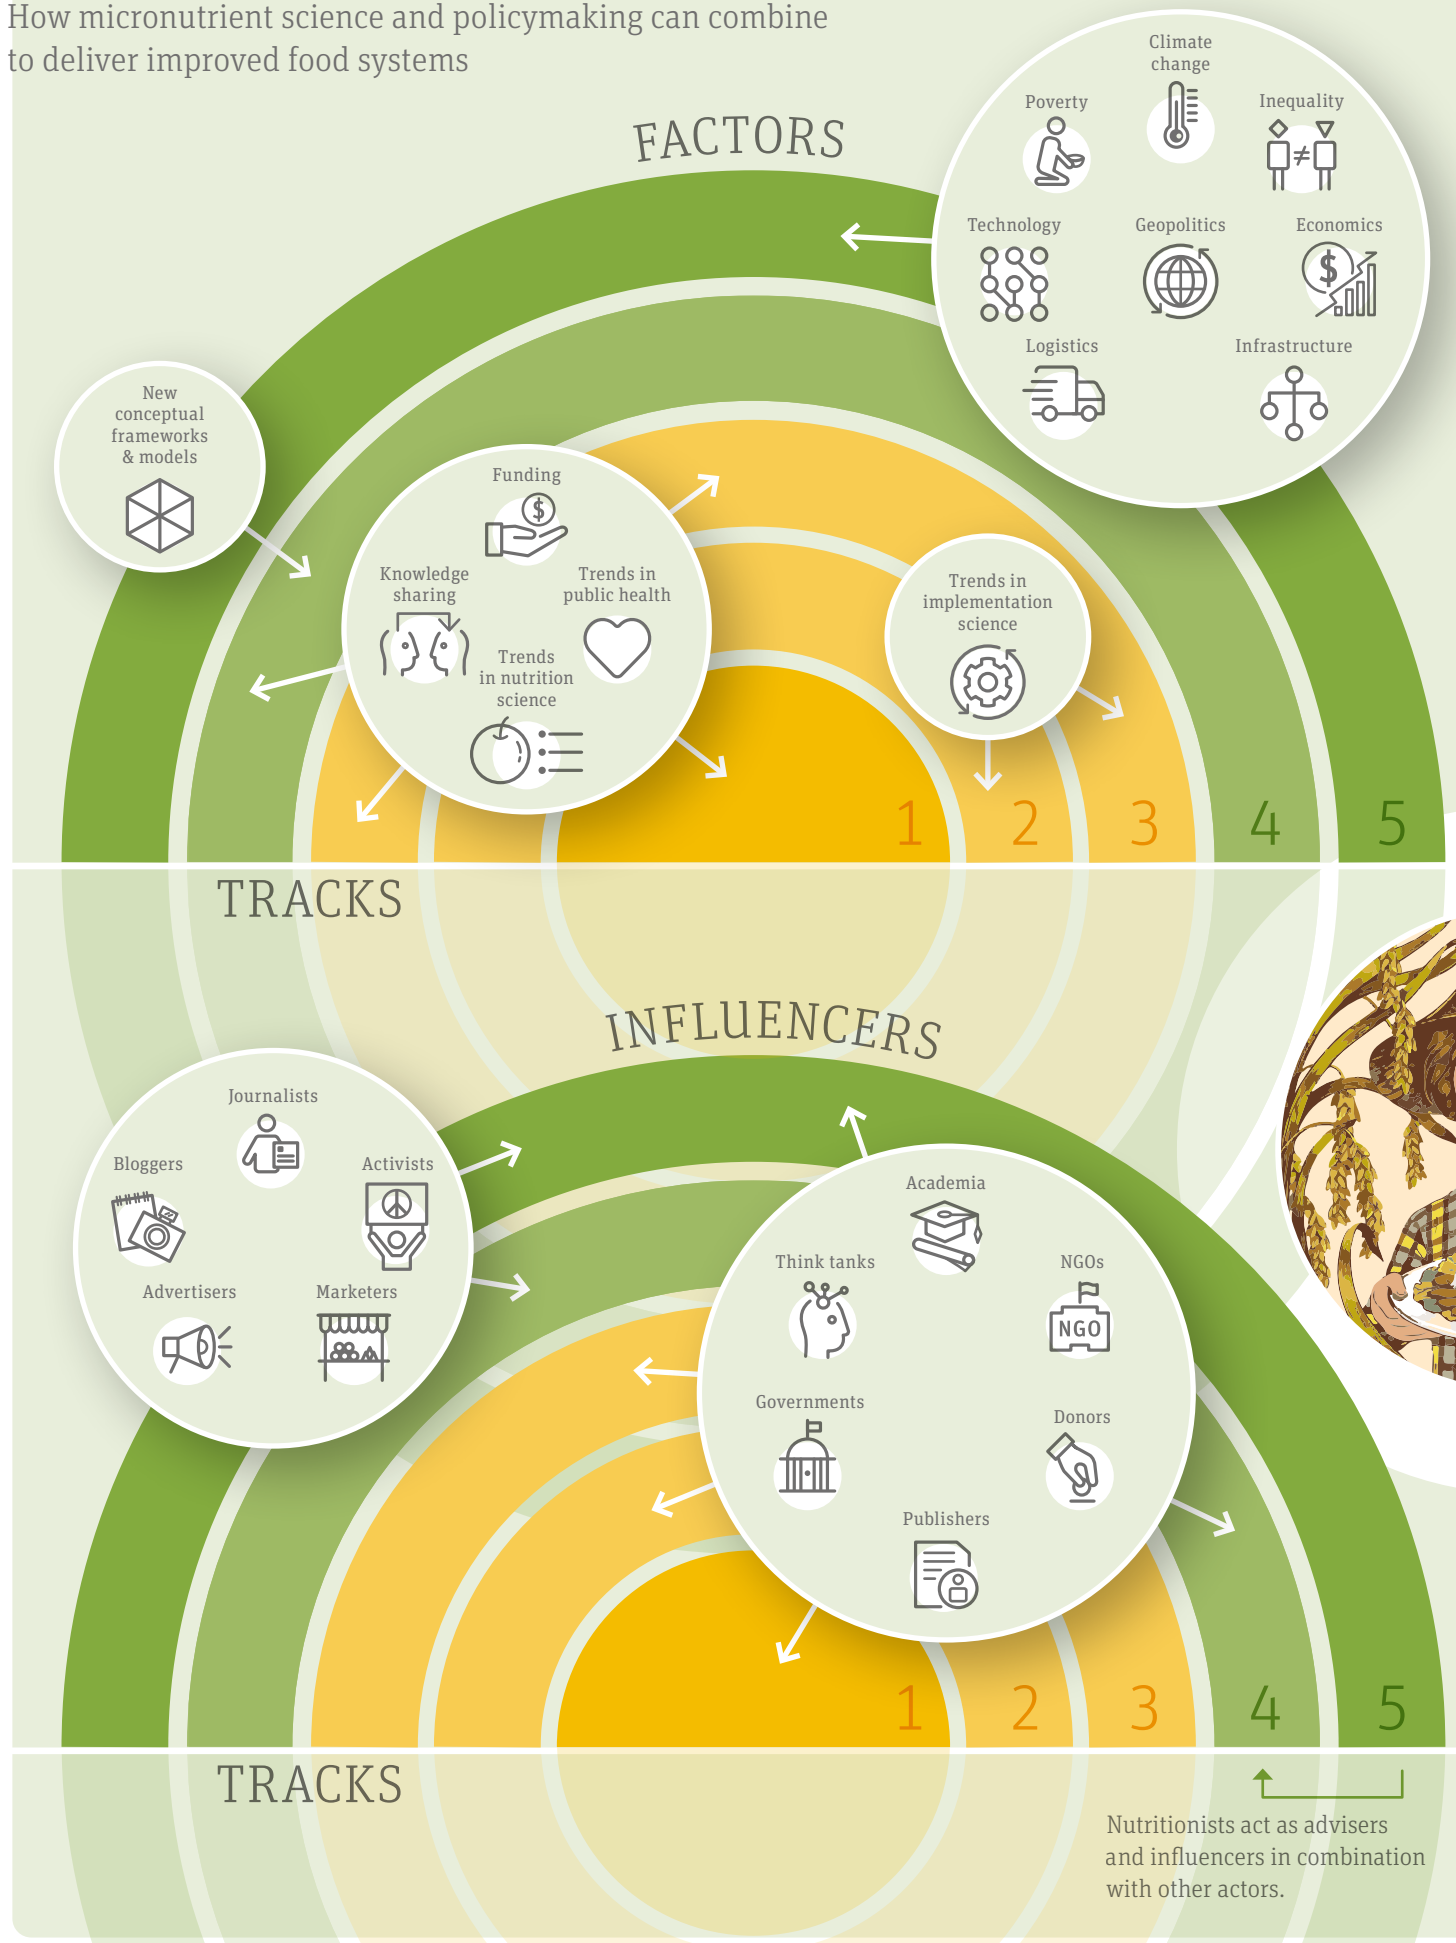 How micronutrient science and policymaking can combine
to deliver improved food systems
FACTORS
Climate
change
Poverty
Inequality
Technology
Geopolitics
Economics
Logistics
Infrastructure
New
conceptual
frameworks
& models
Funding
$
Knowledge
sharing
Trends in
public health
Trends
in nutrition
science
Trends in
implementation
science
$
1 2 3 4 5
TRACKS
INFLUENCERS
Journalists
Bloggers
Activists
Advertisers
Marketers
Academia
Think tanks
NGOs
NGO
Governments
Donors
Publishers
1 2 3 4 5
TRACKS
Nutritionists act as advisers
and influencers in combination
with other actors.